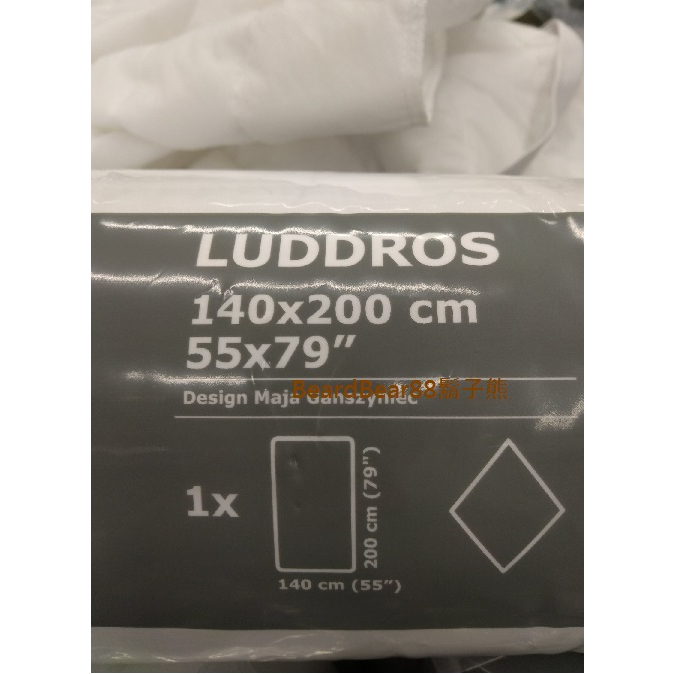 LUDDROS
140x200 cm
55x79”
BeardBear88鬍子熊
Design Maja Ganszyniec
1x
200 cm (79”)
140 cm (55”)